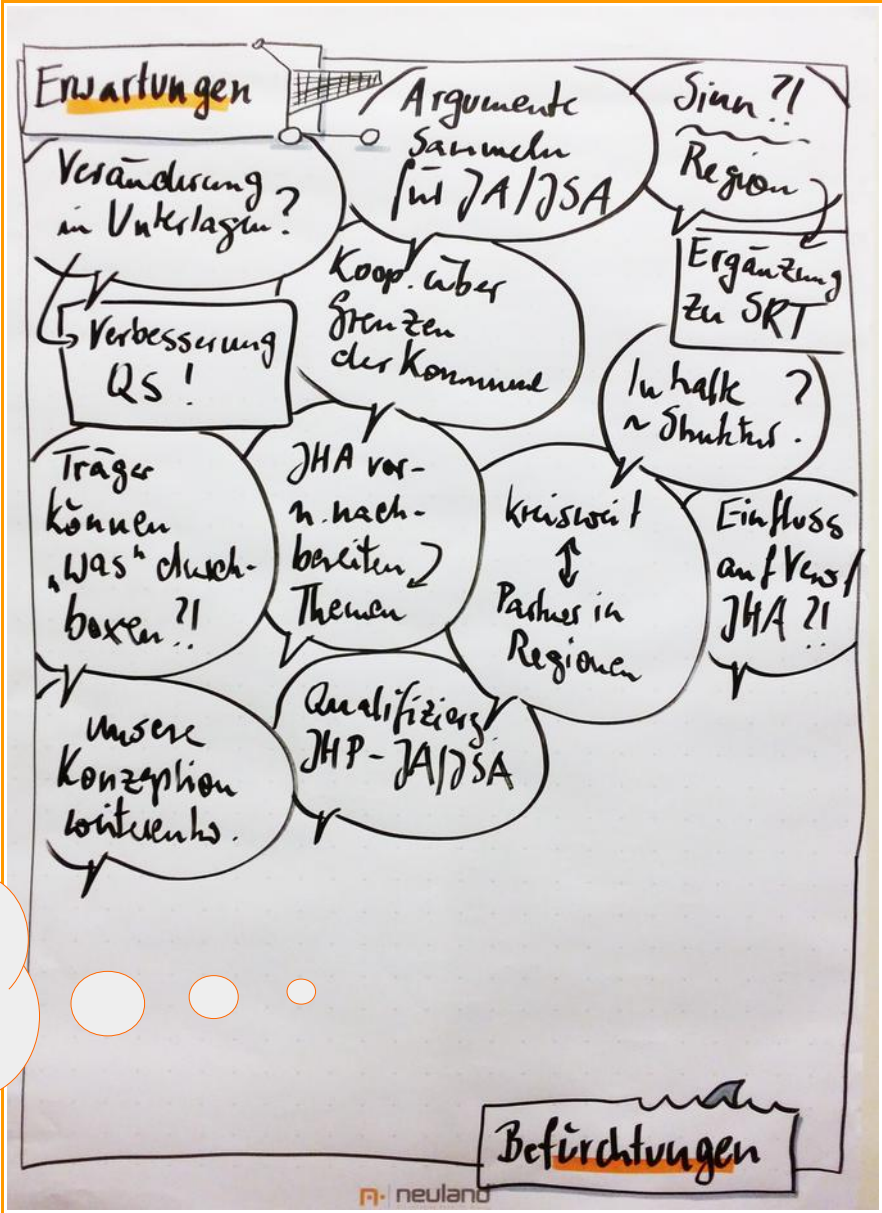 Erwartungen
Argumente
sammeln
für JA/JSA
Sinn?!
Region
Ergänzung
zu SRT
Veränderung
in Unterlagen?
Verbesserung
QS!
Koop. über
Grenzen
der Kommune
Inhalte ?
~ Struktur.
Träger
können
„Was“ durch-
boxen?!
JHA vor-
n. nach-
bereiten
Themen
kreisweit
Partner in
Regionen
Einfluss
auf Verw/
JHA ?!
unsere
Konzeption
weiterentw.
Qualifizierg
JHP - JA/JSA
Befürchtungen
n. neuland